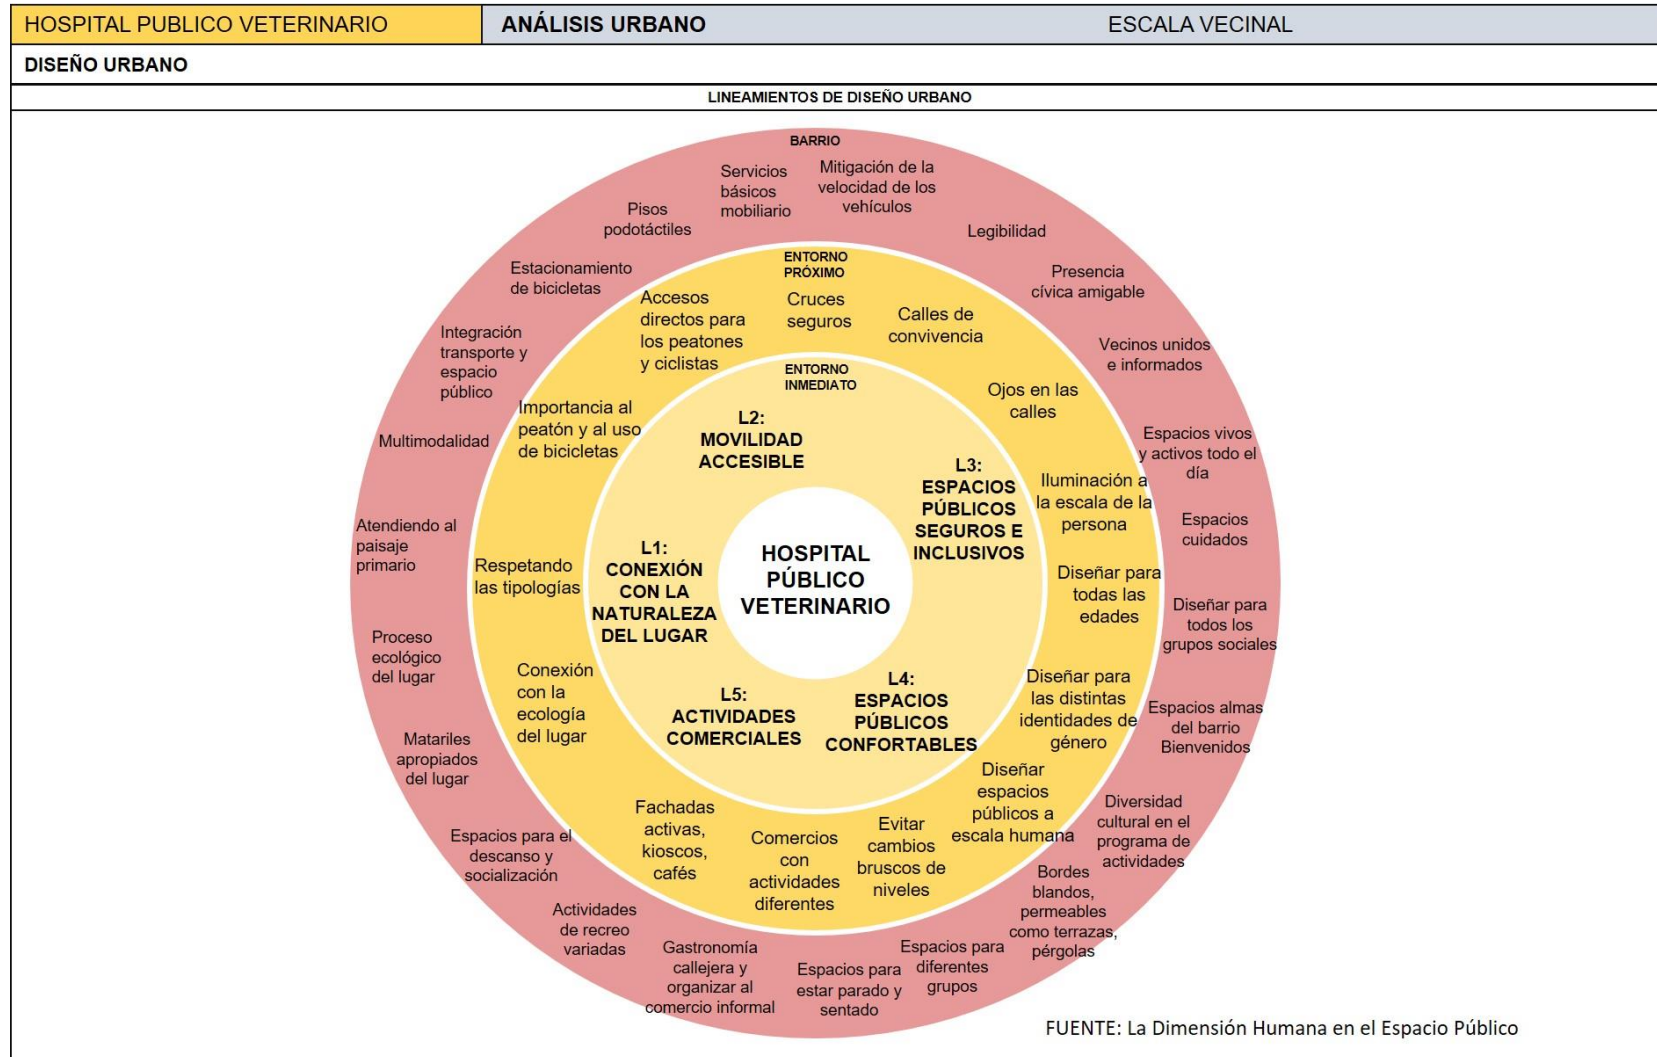 HOSPITAL PUBLICO VETERINARIO
ANÁLISIS URBANO
ESCALA VECINAL
DISEÑO URBANO
LINEAMIENTOS DE DISEÑO URBANO
BARRIO
Servicios
básicos
mobiliario
Mitigación de la
velocidad de los
vehículos
Pisos
podotáctiles
Legibilidad
Estacionamiento
de bicicletas
Presencia
cívica amigable
Integración
transporte y
espacio
público
Vecinos unidos
e informados
Multimodalidad
Espacios vivos
y activos todo el
día
Atendiendo al
paisaje
primario
Espacios
cuidados
Proceso
ecológico
del lugar
Diseñar para
todos los
grupos sociales
Matariles
apropiados
del lugar
Espacios almas
del barrio
Bienvenidos
Espacios para el
descanso y
socialización
Diversidad
cultural en el
programa de
actividades
Actividades
de recreo
variadas
Bordes
blandos,
permeables
como terrazas,
pérgolas
Gastronomía
callejera y
organizar al
comercio informal
Espacios para
estar parado y
sentado
Espacios para
diferentes
grupos
ENTORNO
PRÓXIMO
Accesos
directos para
los peatones
y ciclistas
Cruces
seguros
Calles de
convivencia
Importancia al
peatón y al uso
de bicicletas
Ojos en las
calles
Iluminación a
la escala de la
persona
Respetando
las tipologías
Diseñar para
todas las
edades
Conexión
con la
ecología
del lugar
Diseñar para
las distintas
identidades de
género
Diseñar
espacios
públicos a
escala humana
Fachadas
activas,
kioscos,
cafés
Comercios
con
actividades
diferentes
Evitar
cambios
bruscos de
niveles
ENTORNO
INMEDIATO
L2:
MOVILIDAD
ACCESIBLE
L3:
ESPACIOS
PÚBLICOS
SEGUROS E
INCLUSIVOS
L1:
CONEXIÓN
CON LA
NATURALEZA
DEL LUGAR
L5:
ACTIVIDADES
COMERCIALES
L4:
ESPACIOS
PÚBLICOS
CONFORTABLES
HOSPITAL
PÚBLICO
VETERINARIO
FUENTE: La Dimensión Humana en el Espacio Público